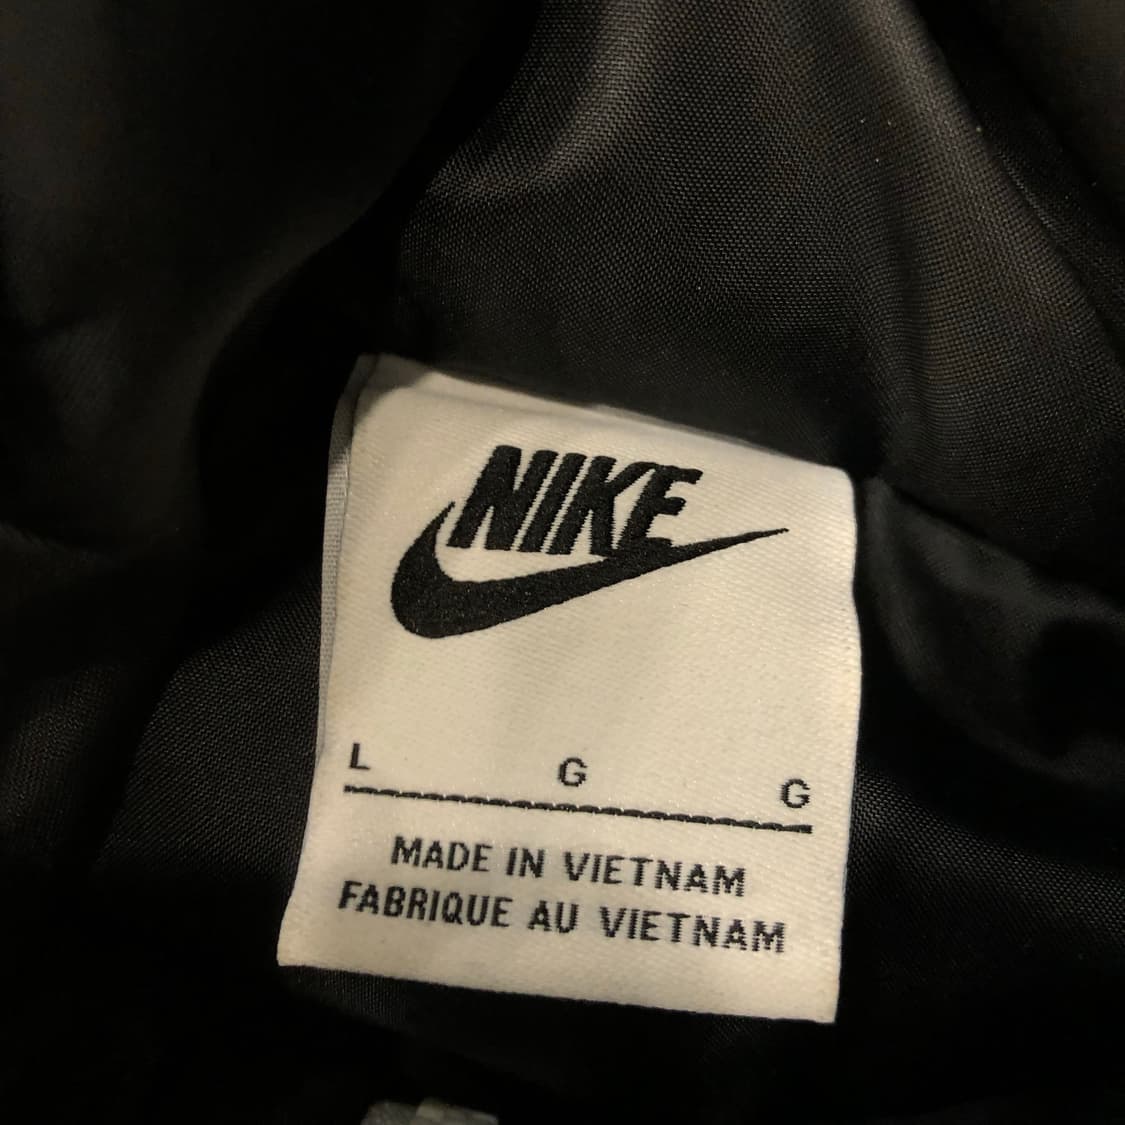 NIKE
L G G
MADE IN VIETNAM
FABRIQUE AU VIETNAM